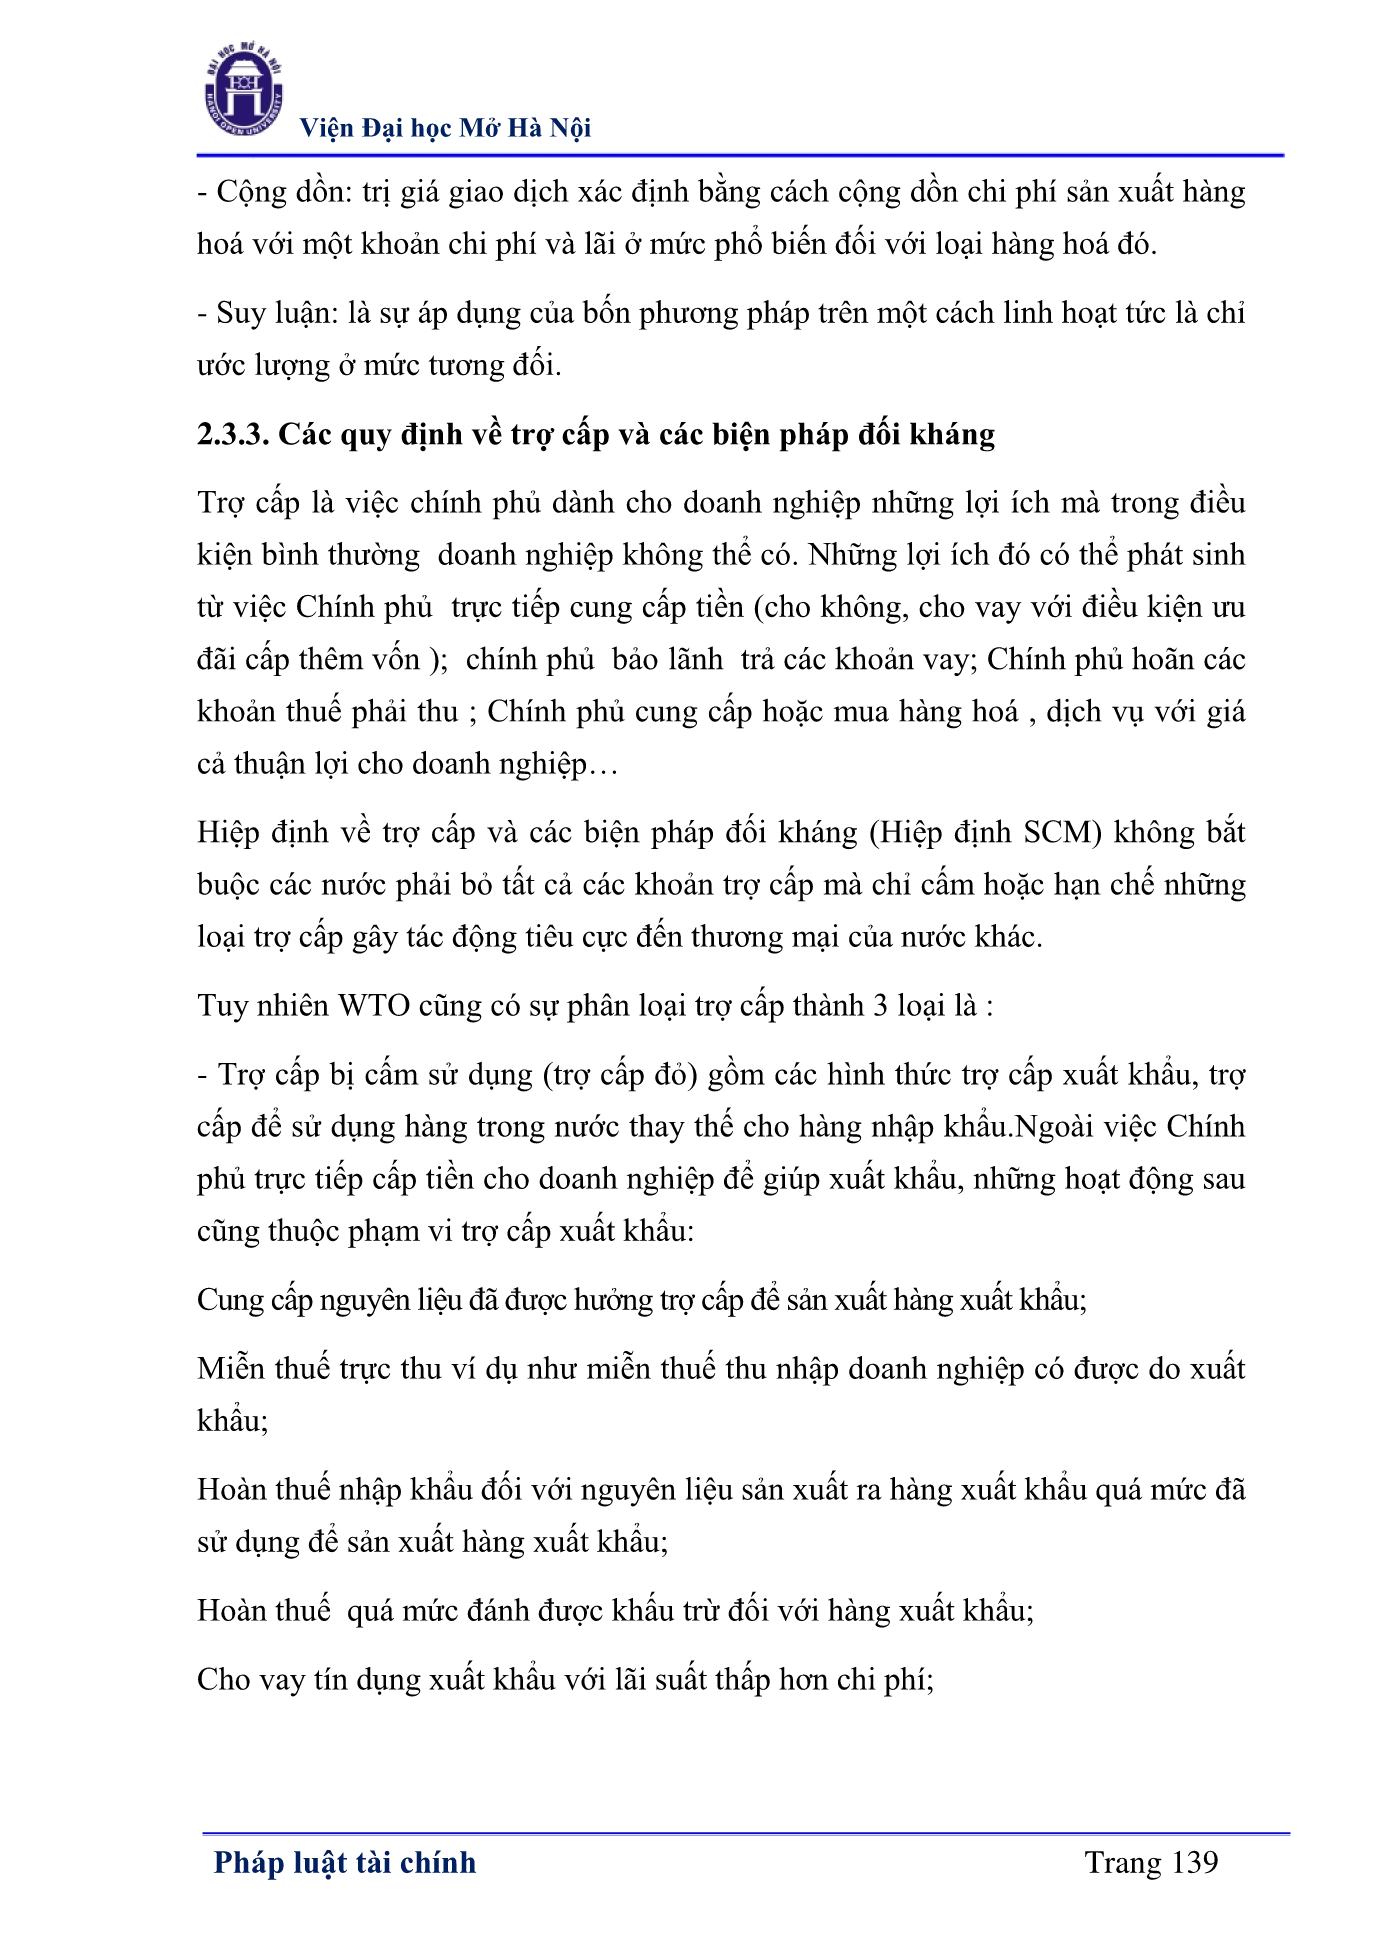 ĐẠI HỌC MỞ HÀ NỘI
HANOI OPEN UNIVERSITY
Viện Đại học Mở Hà Nội
- Cộng dồn: trị giá giao dịch xác định bằng cách cộng dồn chi phí sản xuất hàng
hoá với một khoản chi phí và lãi ở mức phổ biến đối với loại hàng hoá đó.
- Suy luận: là sự áp dụng của bốn phương pháp trên một cách linh hoạt tức là chỉ
ước lượng ở mức tương đối.
2.3.3. Các quy định về trợ cấp và các biện pháp đối kháng
Trợ cấp là việc chính phủ dành cho doanh nghiệp những lợi ích mà trong điều
kiện bình thường  doanh nghiệp không thể có. Những lợi ích đó có thể phát sinh
từ việc Chính phủ  trực tiếp cung cấp tiền (cho không, cho vay với điều kiện ưu
đãi cấp thêm vốn );  chính phủ  bảo lãnh  trả các khoản vay; Chính phủ hoãn các
khoản thuế phải thu ; Chính phủ cung cấp hoặc mua hàng hoá , dịch vụ với giá
cả thuận lợi cho doanh nghiệp…
Hiệp định về trợ cấp và các biện pháp đối kháng (Hiệp định SCM) không bắt
buộc các nước phải bỏ tất cả các khoản trợ cấp mà chỉ cấm hoặc hạn chế những
loại trợ cấp gây tác động tiêu cực đến thương mại của nước khác.
Tuy nhiên WTO cũng có sự phân loại trợ cấp thành 3 loại là :
- Trợ cấp bị cấm sử dụng (trợ cấp đỏ) gồm các hình thức trợ cấp xuất khẩu, trợ
cấp để sử dụng hàng trong nước thay thế cho hàng nhập khẩu.Ngoài việc Chính
phủ trực tiếp cấp tiền cho doanh nghiệp để giúp xuất khẩu, những hoạt động sau
cũng thuộc phạm vi trợ cấp xuất khẩu:
Cung cấp nguyên liệu đã được hưởng trợ cấp để sản xuất hàng xuất khẩu;
Miễn thuế trực thu ví dụ như miễn thuế thu nhập doanh nghiệp có được do xuất
khẩu;
Hoàn thuế nhập khẩu đối với nguyên liệu sản xuất ra hàng xuất khẩu quá mức đã
sử dụng để sản xuất hàng xuất khẩu;
Hoàn thuế  quá mức đánh được khấu trừ đối với hàng xuất khẩu;
Cho vay tín dụng xuất khẩu với lãi suất thấp hơn chi phí;
Pháp luật tài chính
Trang 139